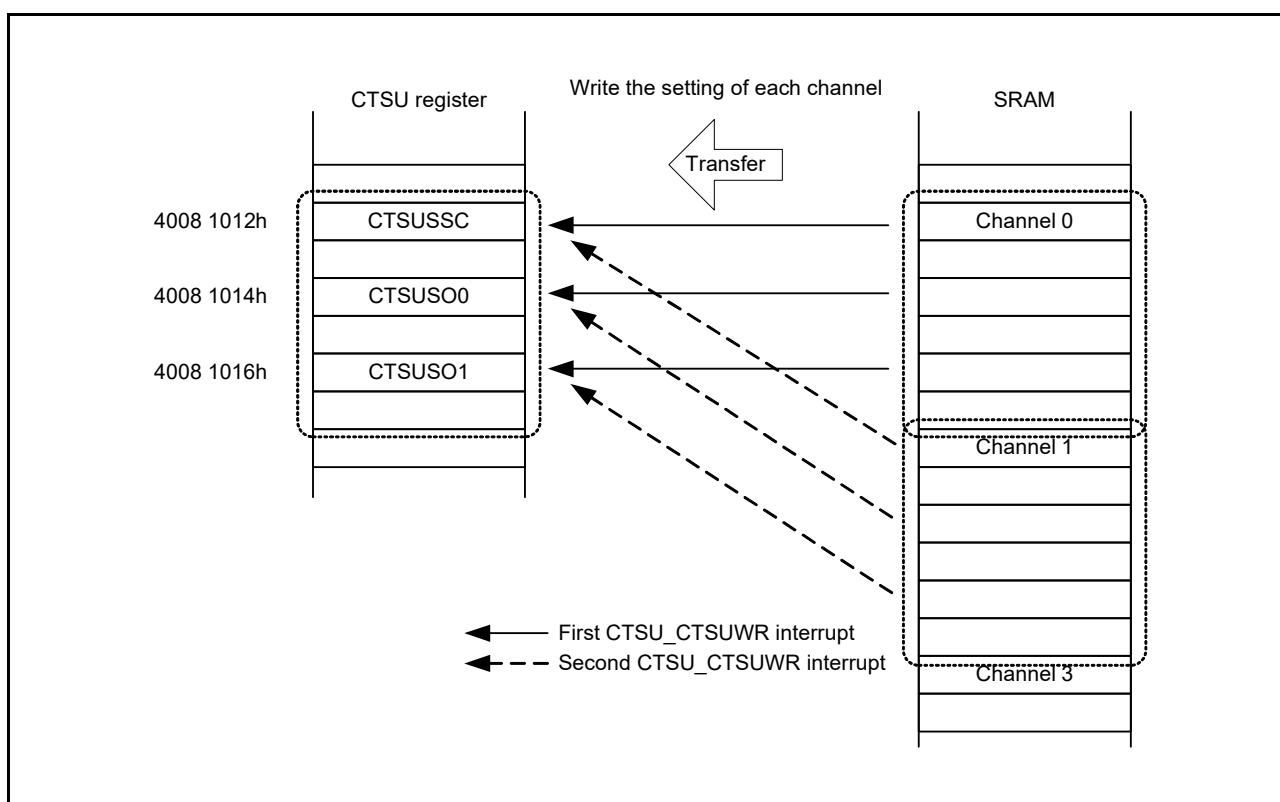 Write the setting of each channel
CTSU register
SRAM
Transfer
4008 1012h
CTSUSSC
Channel 0
4008 1014h
CTSUSO0
4008 1016h
CTSUSO1
Channel 1
First CTSU_CTSUWR interrupt
Second CTSU_CTSUWR interrupt
Channel 3